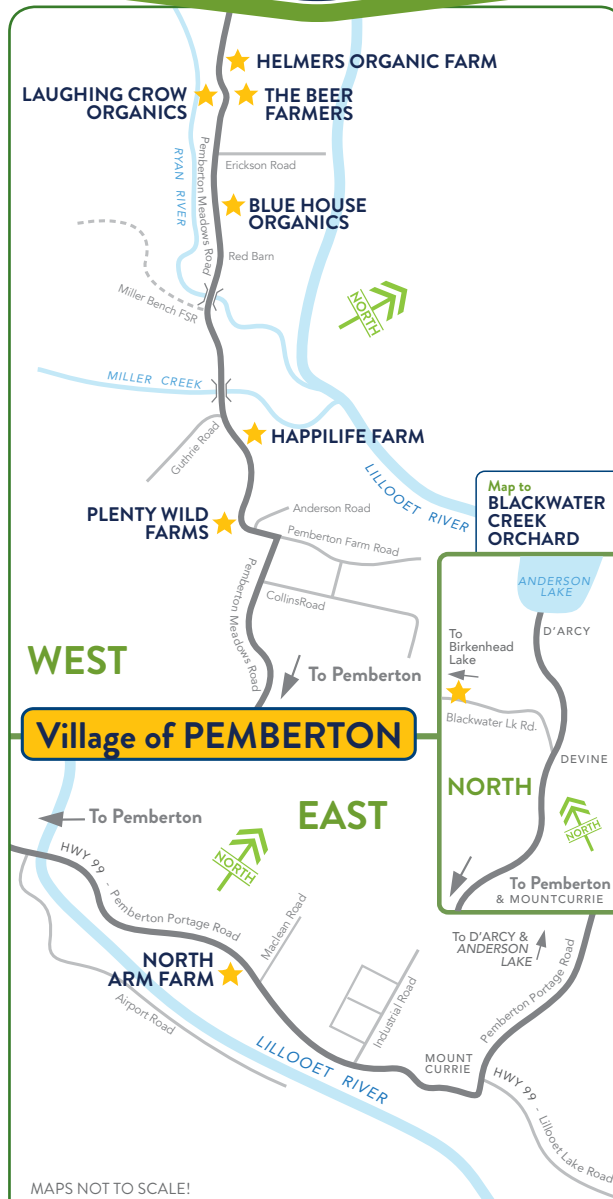 HELMERS ORGANIC FARM
LAUGHING CROW
ORGANICS
THE BEER
FARMERS
Pemberton Meadows Road
RYAN RIVER
Erickson Road
BLUE HOUSE
ORGANICS
Red Barn
Miller Bench FSR
NORTH
MILLER CREEK
Guthrie Road
HAPPILIFE FARM
LILLOOET RIVER
PLENTY WILD
FARMS
Anderson Road
Pemberton Farm Road
Pemberton Meadows Road
CollinsRoad
WEST
To Pemberton
Map to
BLACKWATER
CREEK
ORCHARD
ANDERSON
LAKE
D'ARCY
To
Birkenhead
Lake
Blackwater Lk Rd.
DEVINE
NORTH
NORTH
To Pemberton
& MOUNTCURRIE
Village of PEMBERTON
To Pemberton
EAST
NORTH
HWY 99 - Pemberton Portage Road
Maclean Road
NORTH
ARM FARM
Airport Road
LILLOOET RIVER
Industrial Road
MOUNT
CURRIE
To D'ARCY &
ANDERSON
LAKE
Pemberton Portage Road
HWY 99 - Lillooet Lake Road
MAPS NOT TO SCALE!